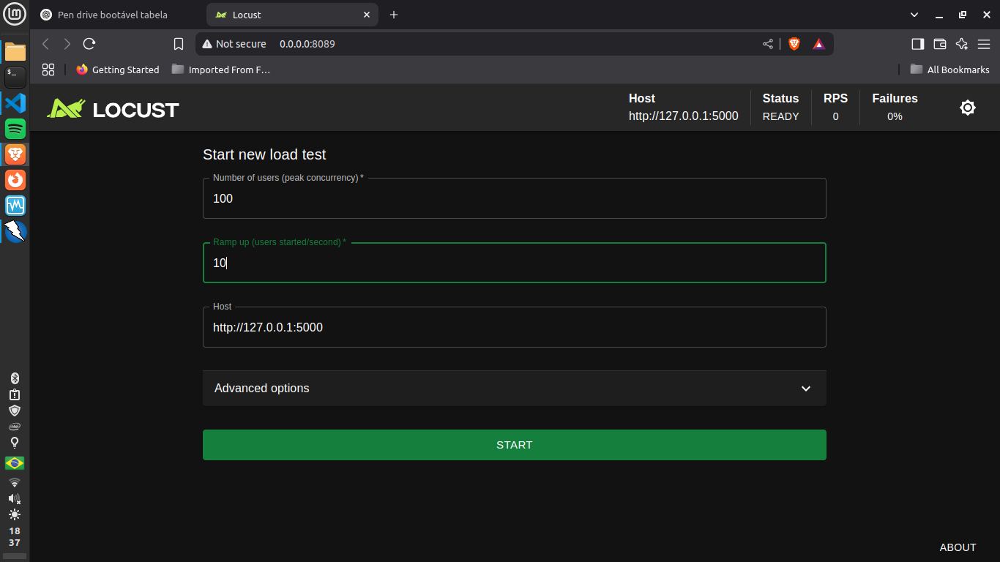 Pen drive bootável tabela
Locust
Not secure 0.0.0.0:8089
Getting Started
Imported From F...
All Bookmarks
LOCUST
Host
http://127.0.0.1:5000
Status
READY
RPS
0
Failures
0%
Start new load test
Number of users (peak concurrency) *
100
Ramp up (users started/second) *
10
Host
http://127.0.0.1:5000
Advanced options
START
intel
18
37
ABOUT